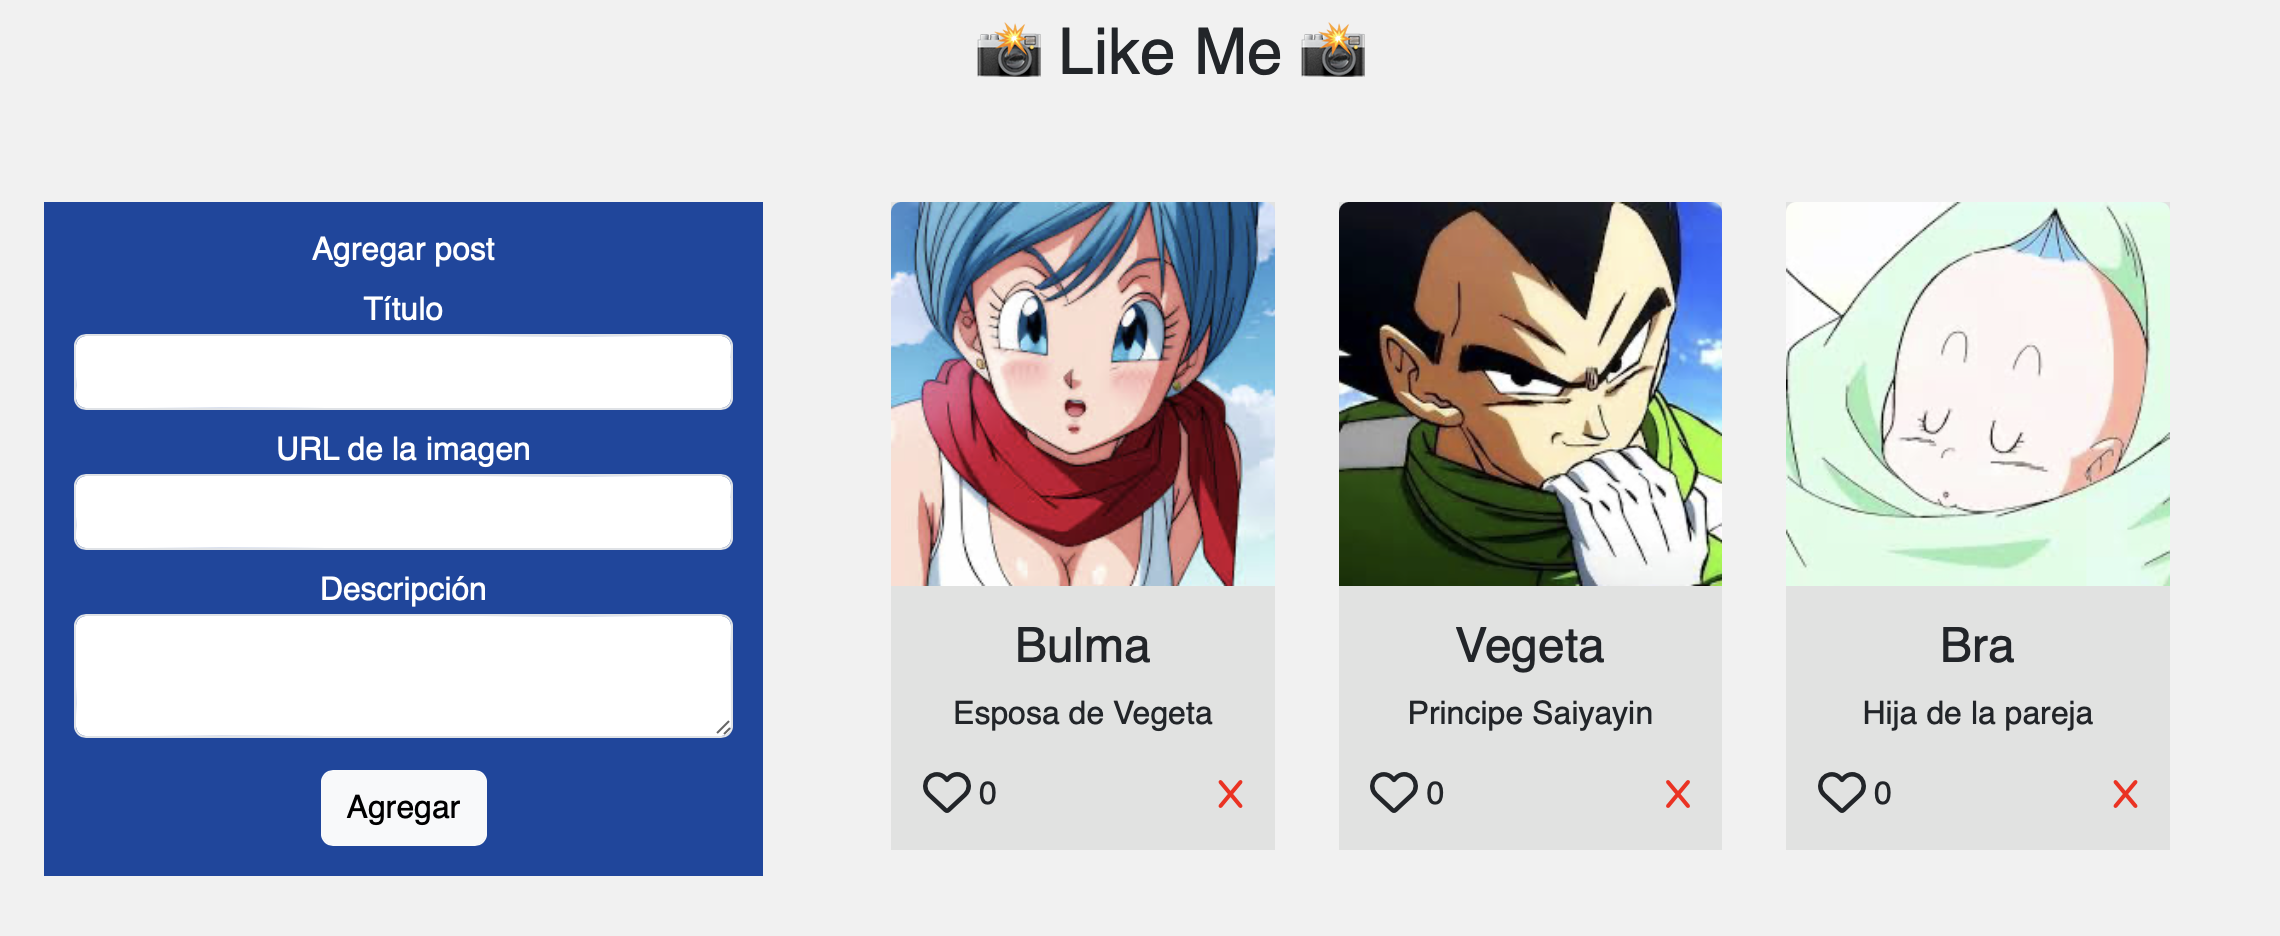 📸 Like Me 📸
Agregar post
Título
URL de la imagen
Descripción
Agregar
Bulma
Esposa de Vegeta
0
Vegeta
Principe Saiyayin
0
Bra
Hija de la pareja
0